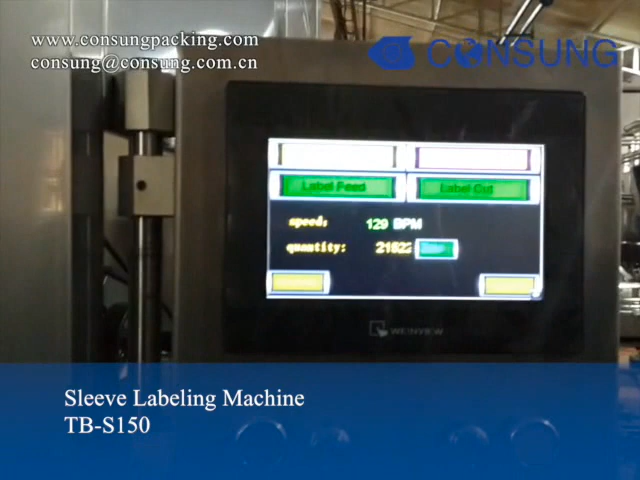 www.consungpacking.com
consung@consung.com.cn
CONSUNG
Label Feed
Label Cut
speed: 129 BPM
quantity:
WEINVIEW
Sleeve Labeling Machine
TB-S150